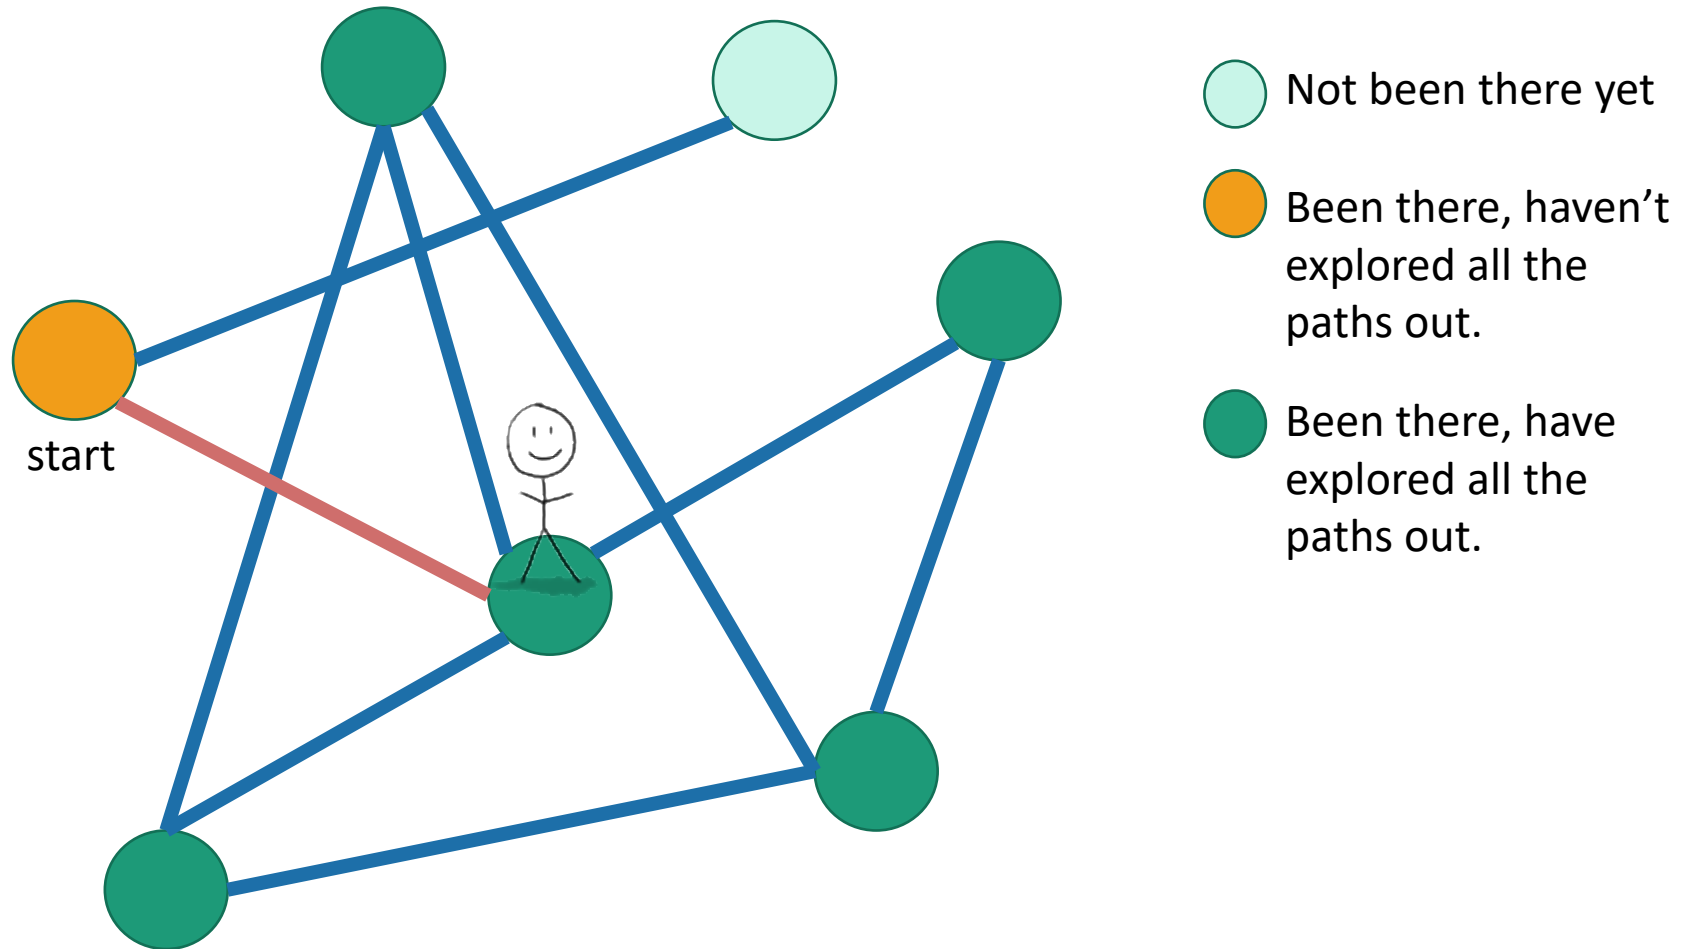 Not been there yet
Been there, haven’t
explored all the
paths out.
start
Been there, have
explored all the
paths out.